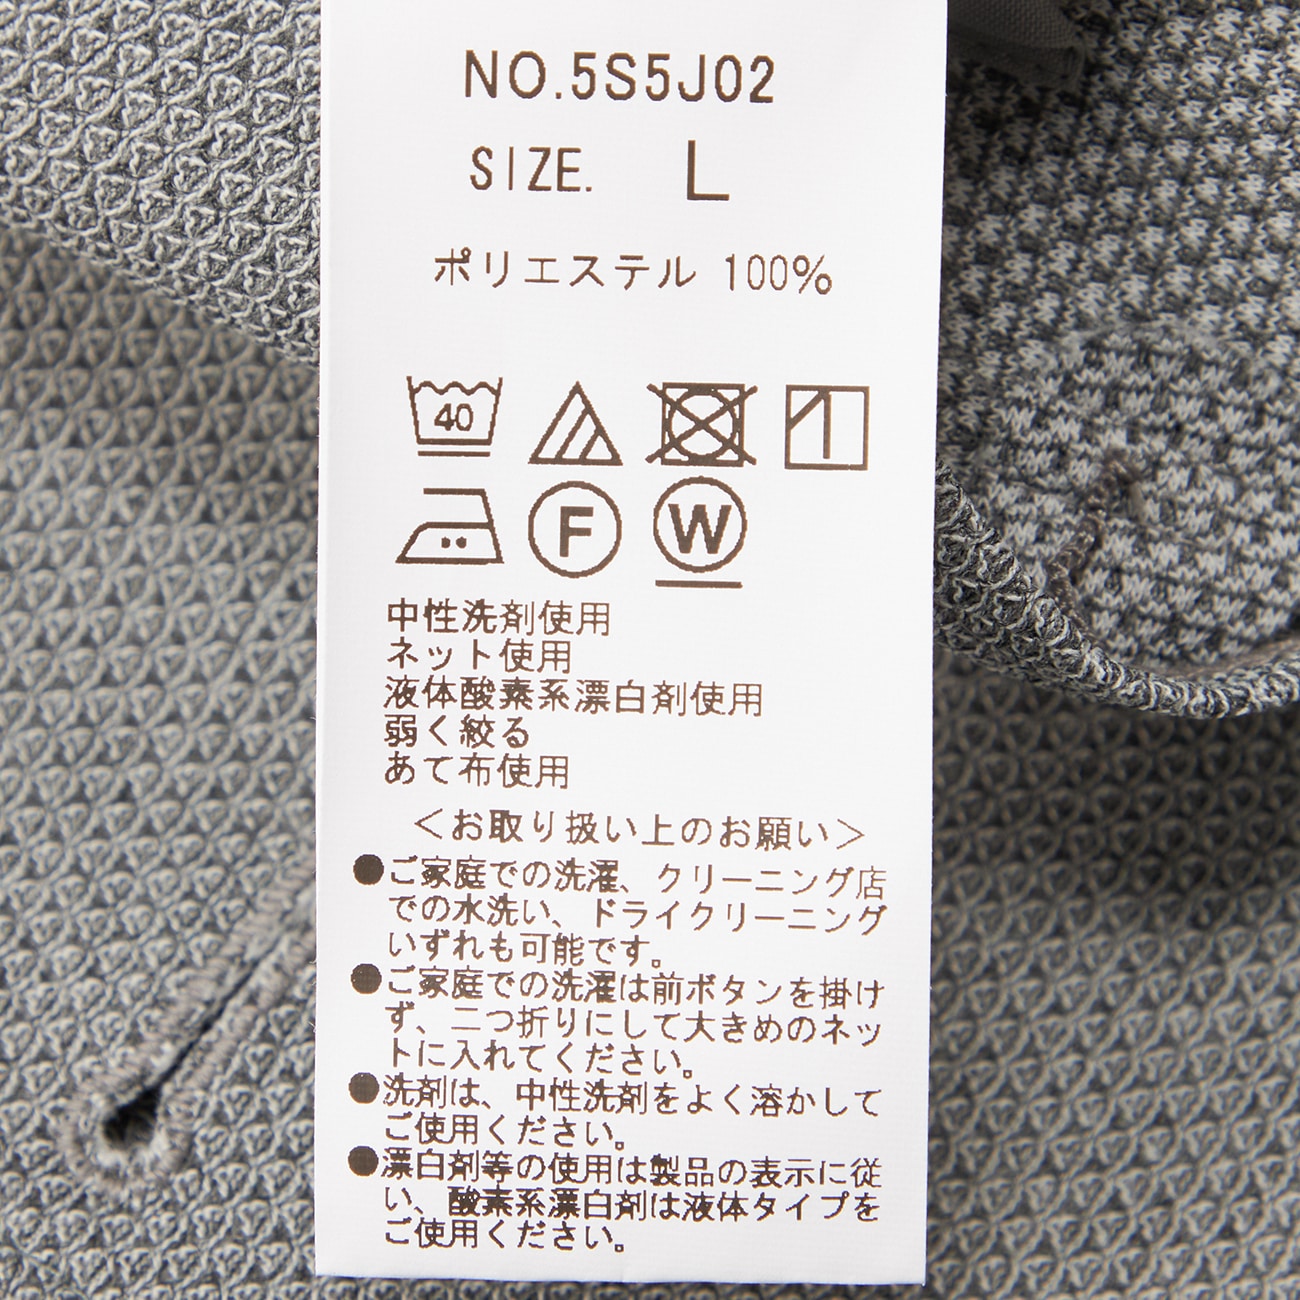 NO.5S5J02
SIZE. L
ポリエステル 100%
40
F W
中性洗剤使用
ネット使用
液体酸素系漂白剤使用
弱く絞る
あて布使用
<お取り扱い上のお願い>
●ご家庭での洗濯、クリーニング店
での水洗い、ドライクリーニング
いずれも可能です。
●ご家庭での洗濯は前ボタンを掛け
ず、二つ折りにして大きめのネッ
トに入れてください。
●洗剤は、中性洗剤をよく溶かして
ご使用ください。
●漂白剤等の使用は製品の表示に従
い、酸素系漂白剤は液体タイプを
ご使用ください。